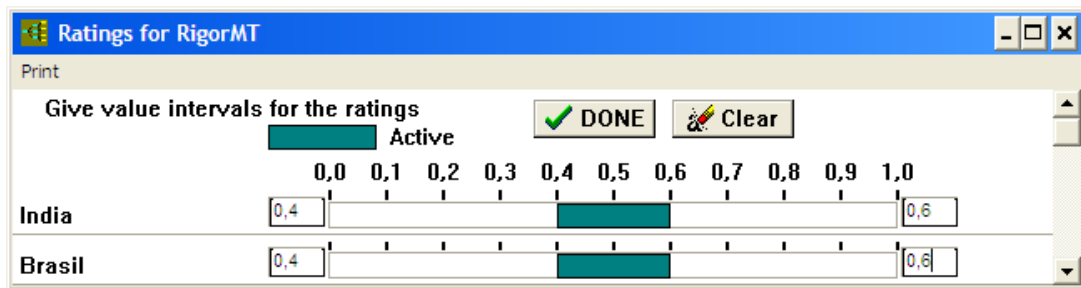 Ratings for RigorMT
Print
Give value intervals for the ratings
DONE Clear
Active
0,0 0,1 0,2 0,3 0,4 0,5 0,6 0,7 0,8 0,9 1,0
India 0,4 0,6
Brasil 0,4 0,6